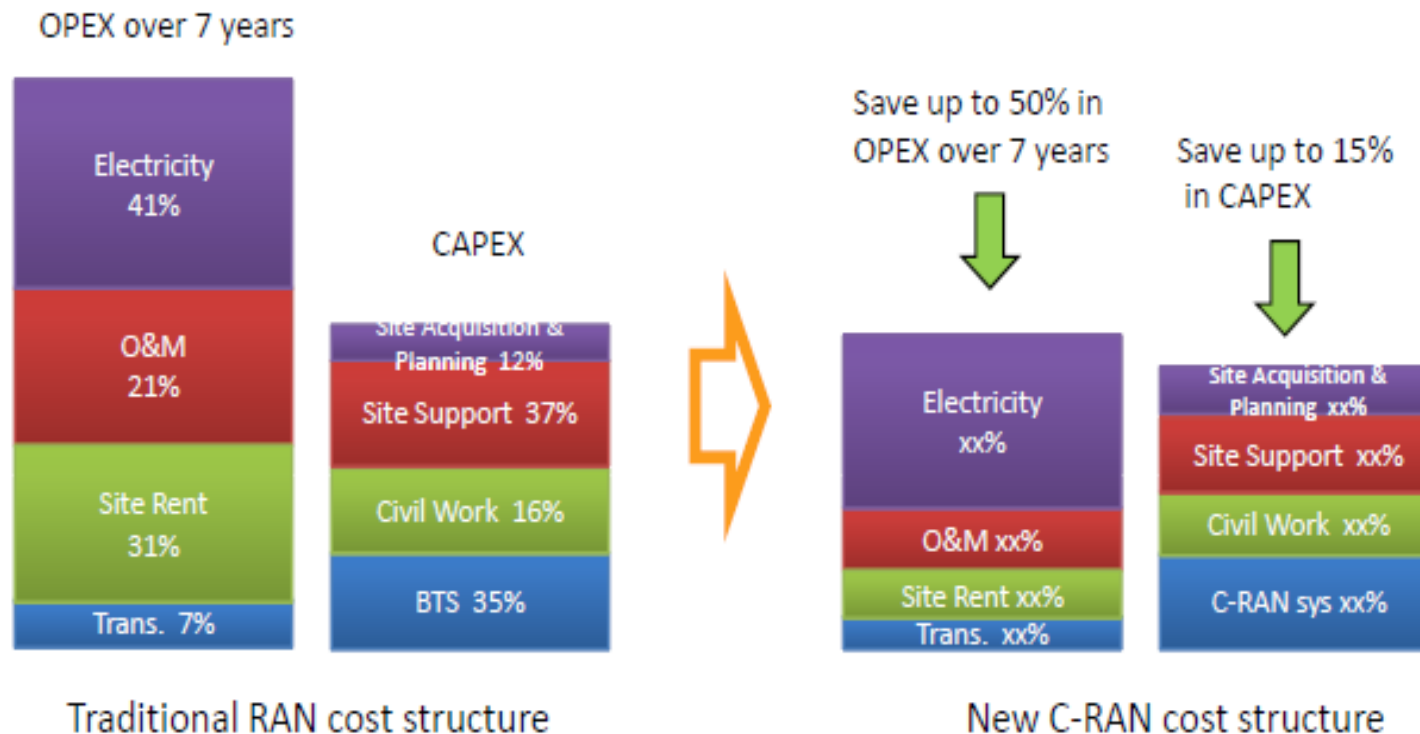 OPEX over 7 years
Electricity
41%
O&M
21%
Site Rent
31%
Trans. 7%
CAPEX
Site Acquisition &
Planning 12%
Site Support 37%
Civil Work 16%
BTS 35%
Traditional RAN cost structure
Save up to 50% in
OPEX over 7 years
Electricity
xx%
O&M xx%
Site Rent xx%
Trans. xx%
Save up to 15%
in CAPEX
Site Acquisition &
Planning xx%
Site Support xx%
Civil Work xx%
C-RAN sys xx%
New C-RAN cost structure